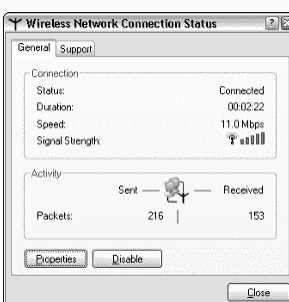 Wireless Network Connection Status
General Support
Connection
Status: Connected
Duration: 00:02:22
Speed: 11.0 Mbps
Signal Strength:
Activity
Sent — — Received
Packets: 216 | 153
Properties Disable
Close